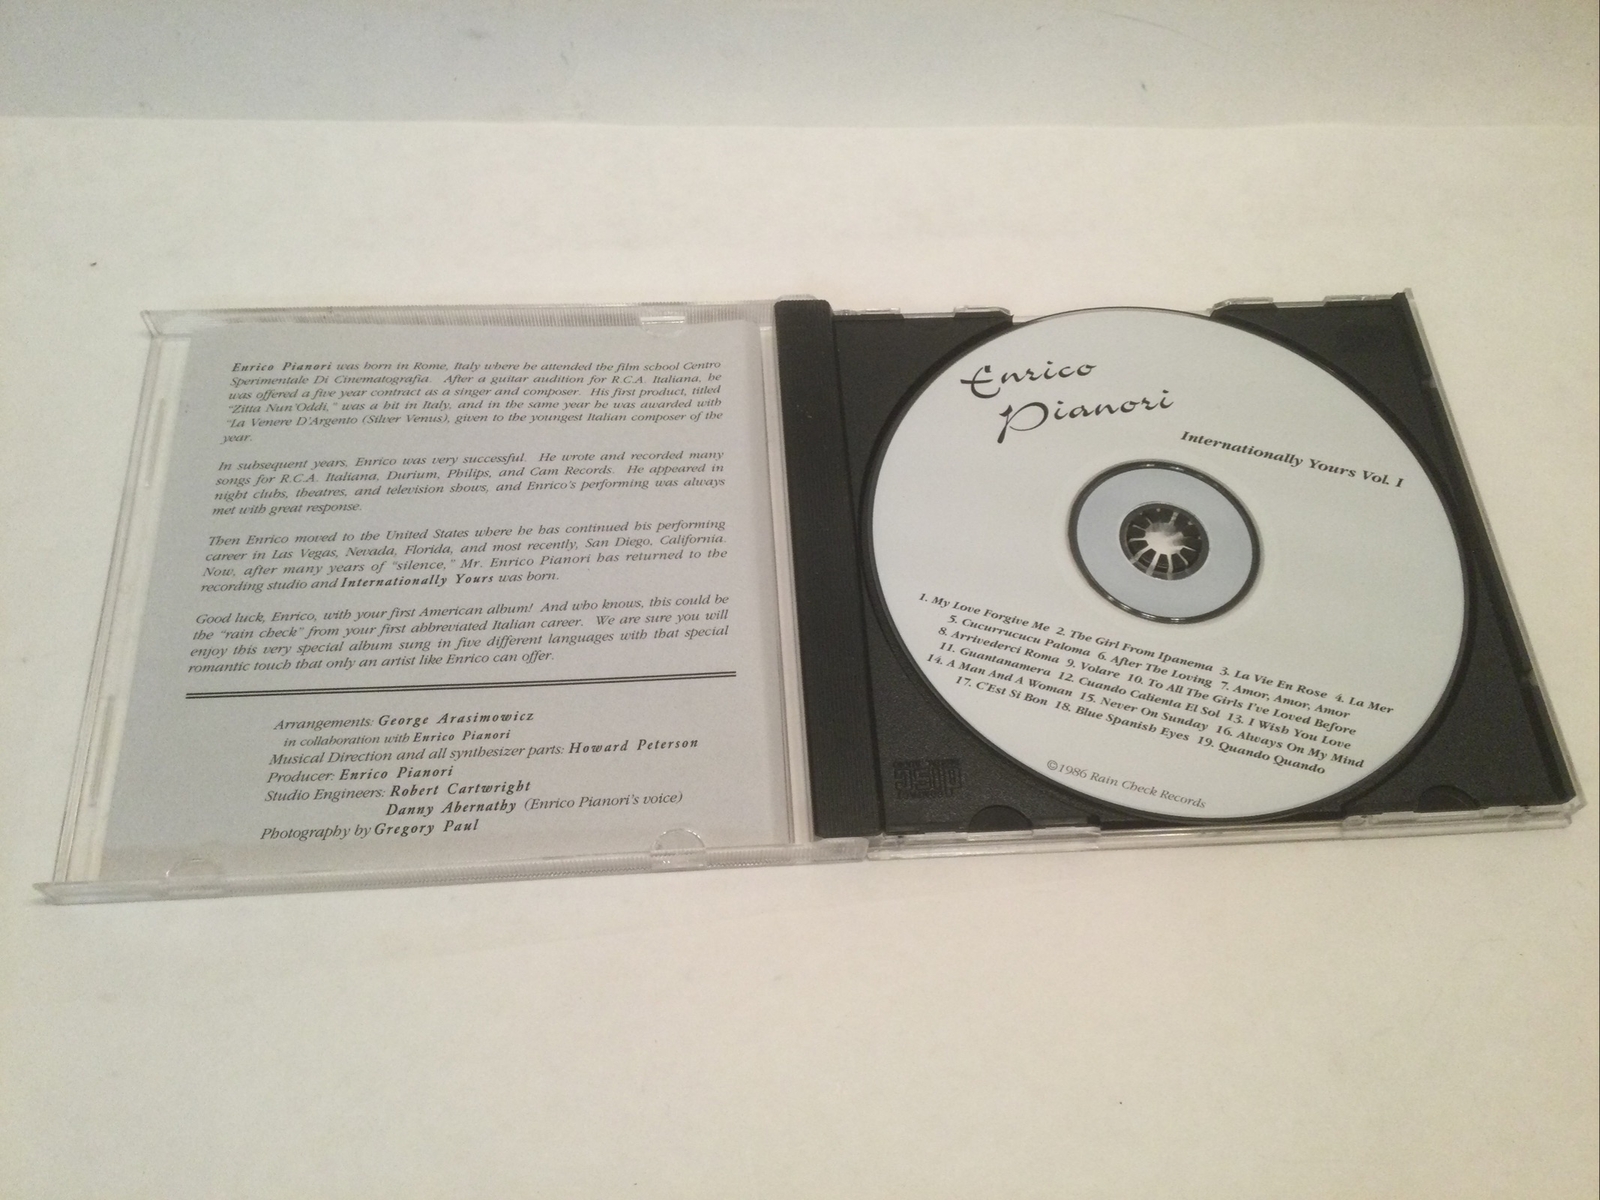 Enrico Pianori was born in Rome, Italy where he attended the film school Centro
Sperimentale Di Cinematografia. After a guitar audition for R.C.A. Italiana, he
was offered a five year contract as a singer and composer. His first product, titled
"Zitta Nun'Oddi," was a hit in Italy, and in the same year he was awarded with
"La Venere D'Argento (Silver Venus), given to the youngest Italian composer of the
year.
In subsequent years, Enrico was very successful. He wrote and recorded many
songs for R.C.A. Italiana, Durium, Philips, and Cam Records. He appeared in
night clubs, theatres, and television shows, and Enrico's performing was always
met with great response.
Then Enrico moved to the United States where he has continued his performing
career in Las Vegas, Nevada, Florida, and most recently, San Diego, California.
Now, after many years of "silence," Mr. Enrico Pianori has returned to the
recording studio and Internationally Yours was born.
Good luck, Enrico, with your first American album! And who knows, this could be
the "rain check" from your first abbreviated Italian career. We are sure you will
enjoy this very special album sung in five different languages with that special
romantic touch that only an artist like Enrico can offer.
Arrangements: George Arasimowicz
in collaboration with Enrico Pianori
Musical Direction and all synthesizer parts: Howard Peterson
Producer: Enrico Pianori
Studio Engineers: Robert Cartwright
Danny Abernathy (Enrico Pianori's voice)
Photography by Gregory Paul
Enrico
Pianori
Internationally Yours Vol. I
1. My Love Forgive Me 2. The Girl From Ipanema 3. La Vie En Rose 4. La Mer
5. Cucurrucucu Paloma 6. After The Loving 7. Amor, Amor, Amor
8. Arrivederci Roma 9. Volare 10. To All The Girls I've Loved Before
11. Guantanamera 12. Cuando Calienta El Sol 13. I Wish You Love
14. A Man And A Woman 15. Never On Sunday 16. Always On My Mind
17. C'Est Si Bon 18. Blue Spanish Eyes 19. Quando Quando
©1986 Rain Check Records